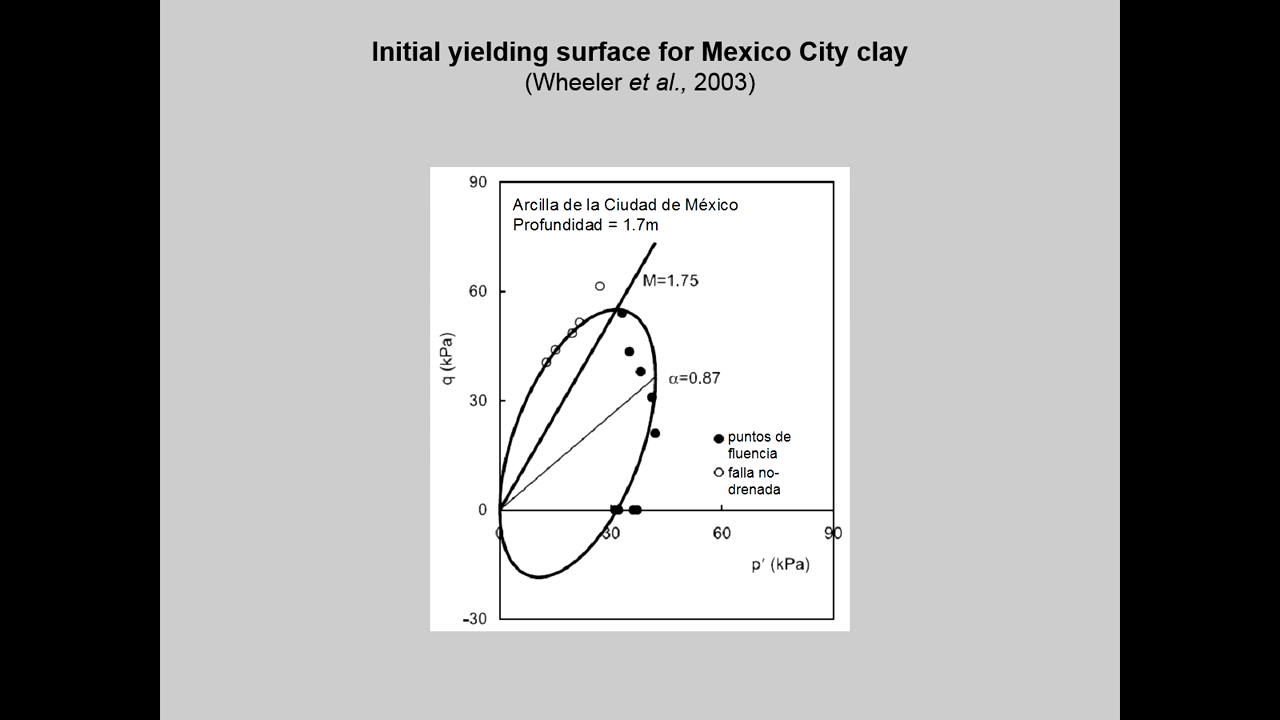 Initial yielding surface for Mexico City clay
(Wheeler et al., 2003)
90
Arcilla de la Ciudad de México
Profundidad = 1.7m
M=1.75
60
q (kPa)
α=0.87
30
puntos de
fluencia
falla no-
drenada
0
0 30 60 90
p′ (kPa)
-30